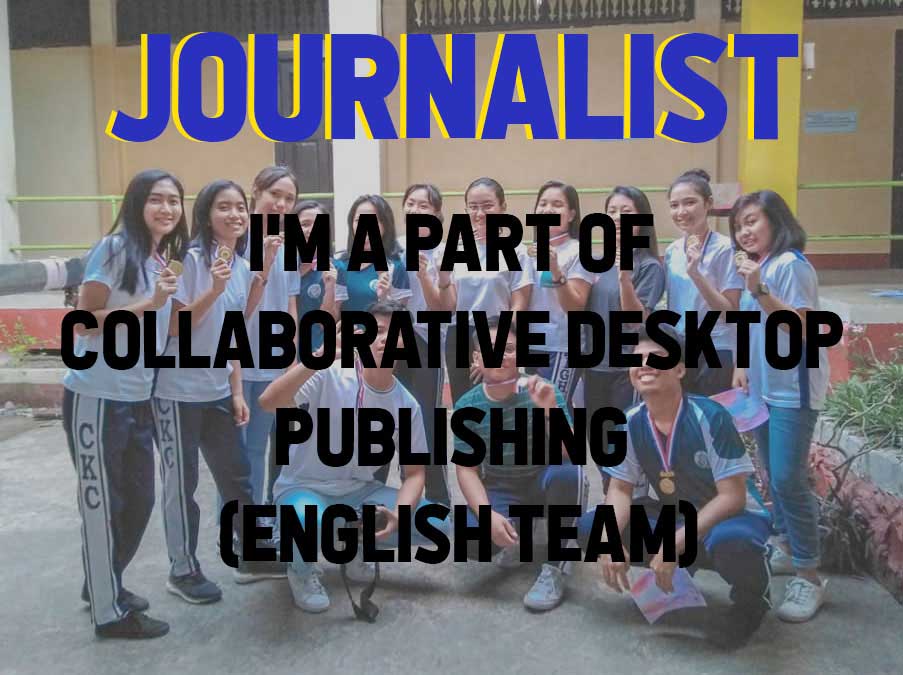 JOURNALIST
I'M A PART OF
COLLABORATIVE DESKTOP
PUBLISHING
(ENGLISH TEAM)
CKC
CKC